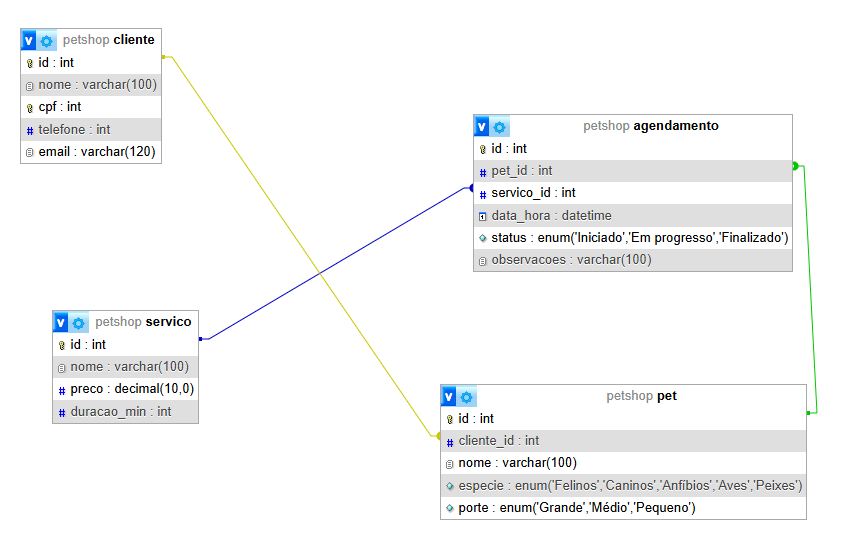 petshop cliente
id : int
nome : varchar(100)
cpf : int
# telefone : int
email : varchar(120)
petshop agendamento
id : int
# pet_id : int
# servico_id : int
data_hora : datetime
status : enum('Iniciado','Em progresso','Finalizado')
observacoes : varchar(100)
petshop servico
id : int
nome : varchar(100)
# preco : decimal(10,0)
# duracao_min : int
petshop pet
id : int
# cliente_id : int
nome : varchar(100)
especie : enum('Felinos','Caninos','Anfíbios','Aves','Peixes')
porte : enum('Grande','Médio','Pequeno')